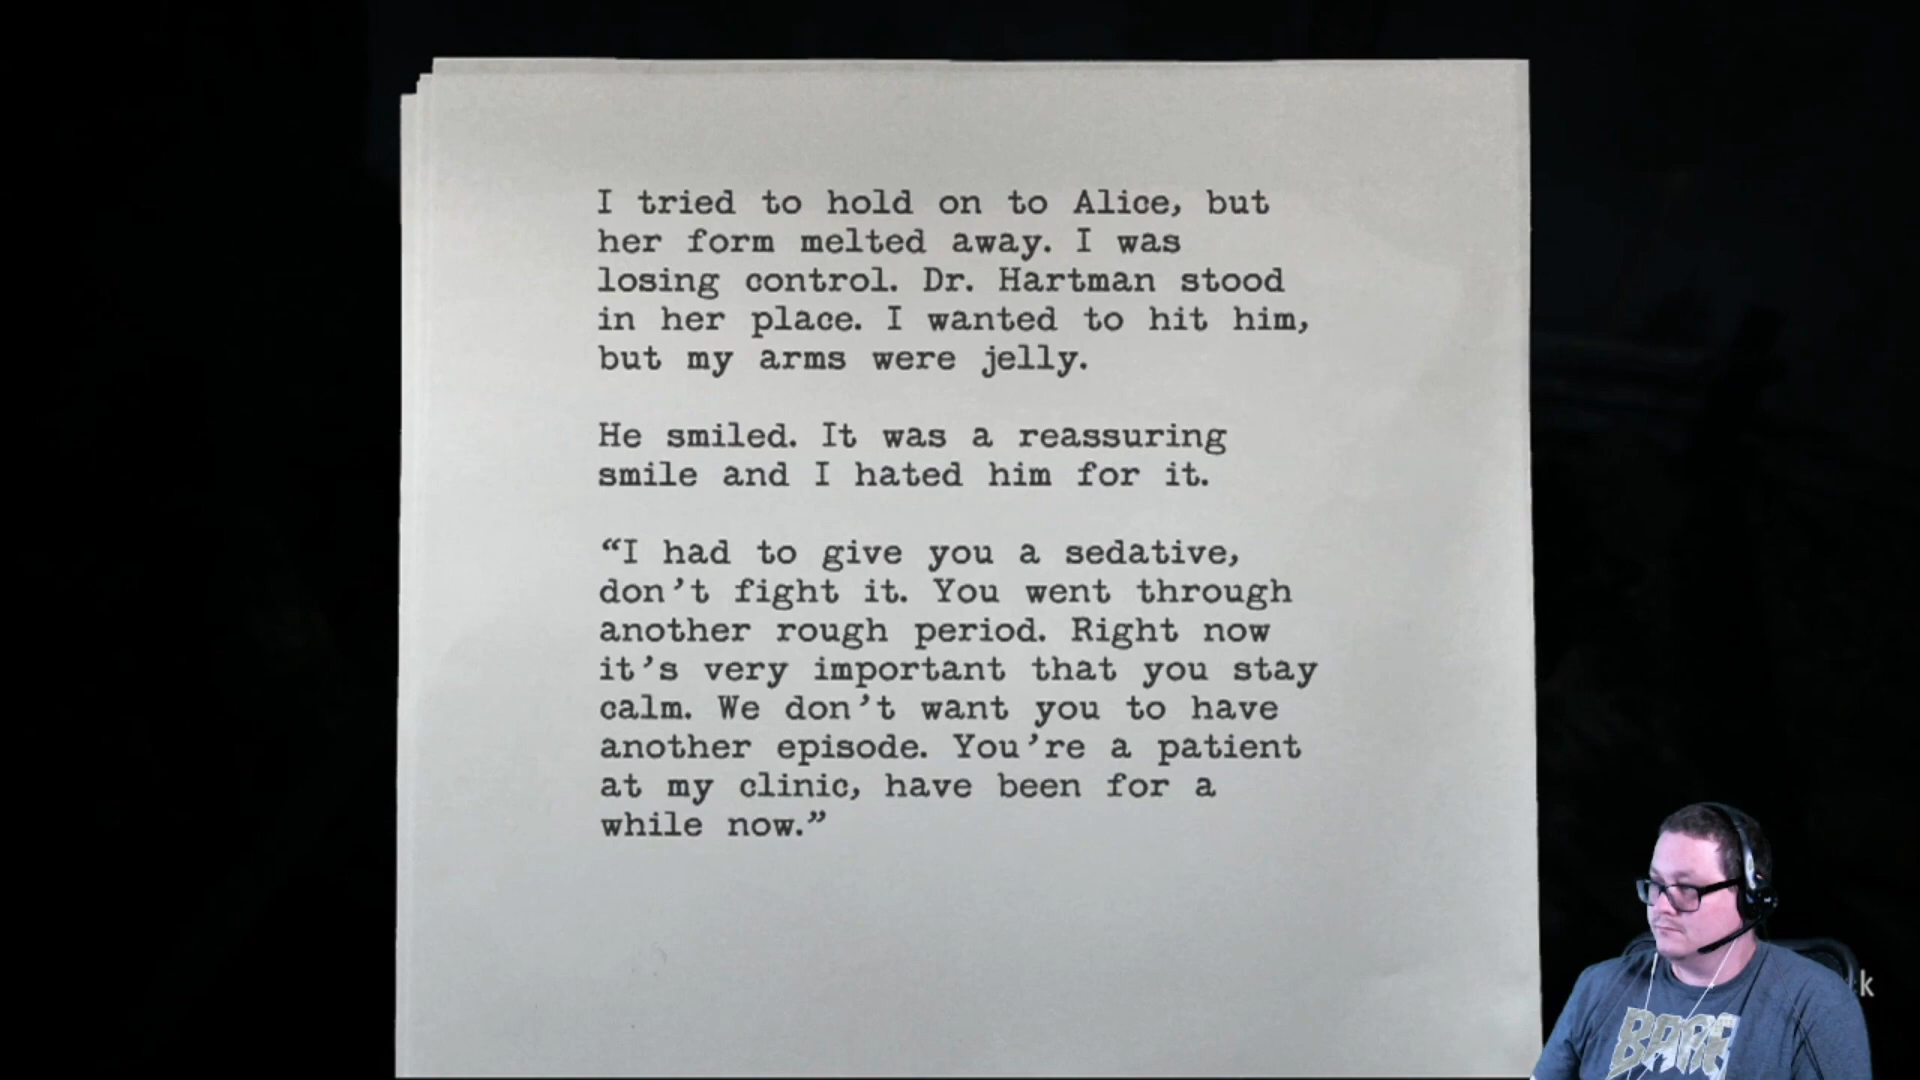 I tried to hold on to Alice, but
her form melted away. I was
losing control. Dr. Hartman stood
in her place. I wanted to hit him,
but my arms were jelly.
He smiled. It was a reassuring
smile and I hated him for it.
“I had to give you a sedative,
don’t fight it. You went through
another rough period. Right now
it’s very important that you stay
calm. We don’t want you to have
another episode. You’re a patient
at my clinic, have been for a
while now.”